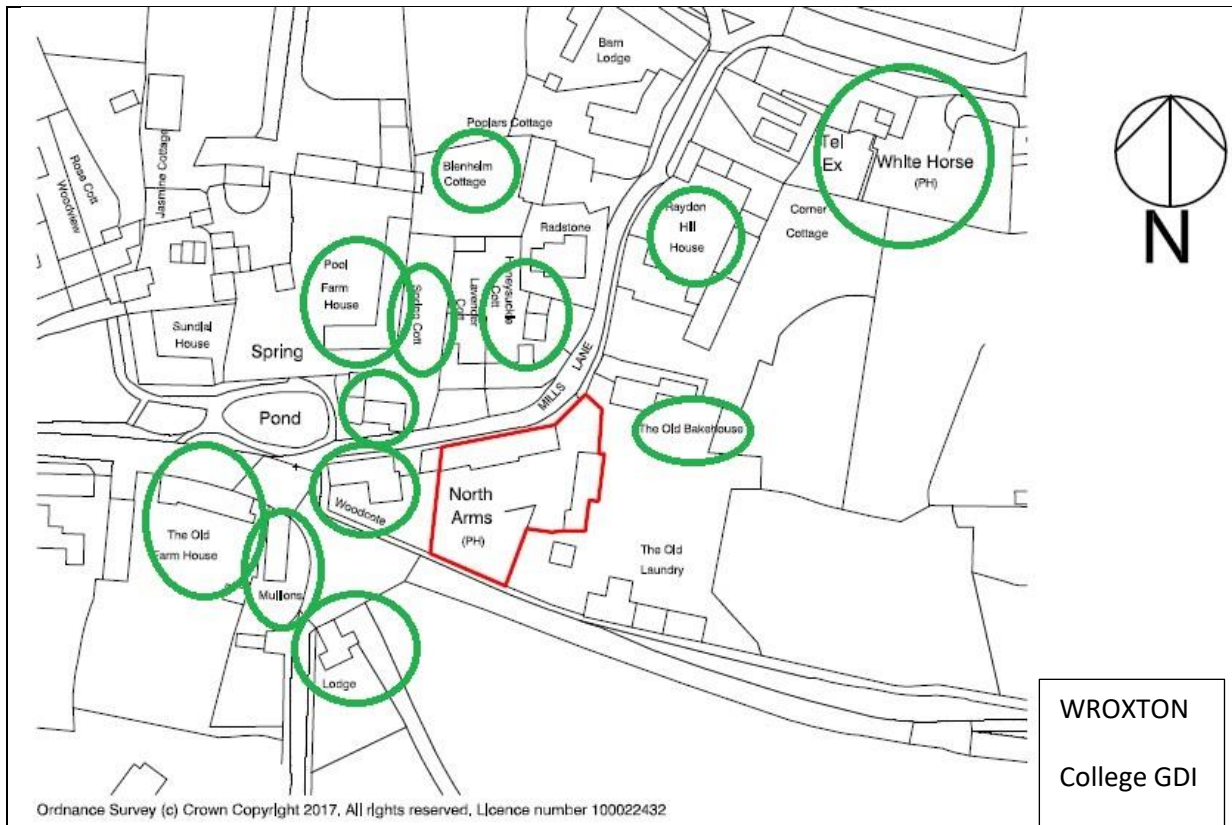 Barn
Lodge
Poplars Cottage
Blenheim
Cottage
Tel
Ex
White Horse
(PH)
Rose Cott
Woodview
Jasmine Cottage
Raydon
Hill
House
Corner
Cottage
Radstone
Pool
Farm
House
Spring Cott
Lavender
Cott
Honeysuckle
Cott
Sundial
House
Spring
MILLS LANE
Pond
The Old Bakehouse
North
Arms
(PH)
Woodcote
The Old
Farm House
The Old
Laundry
Mullions
Lodge
N
WROXTON
College GDI
Ordnance Survey (c) Crown Copyright 2017. All rights reserved. Licence number 100022432